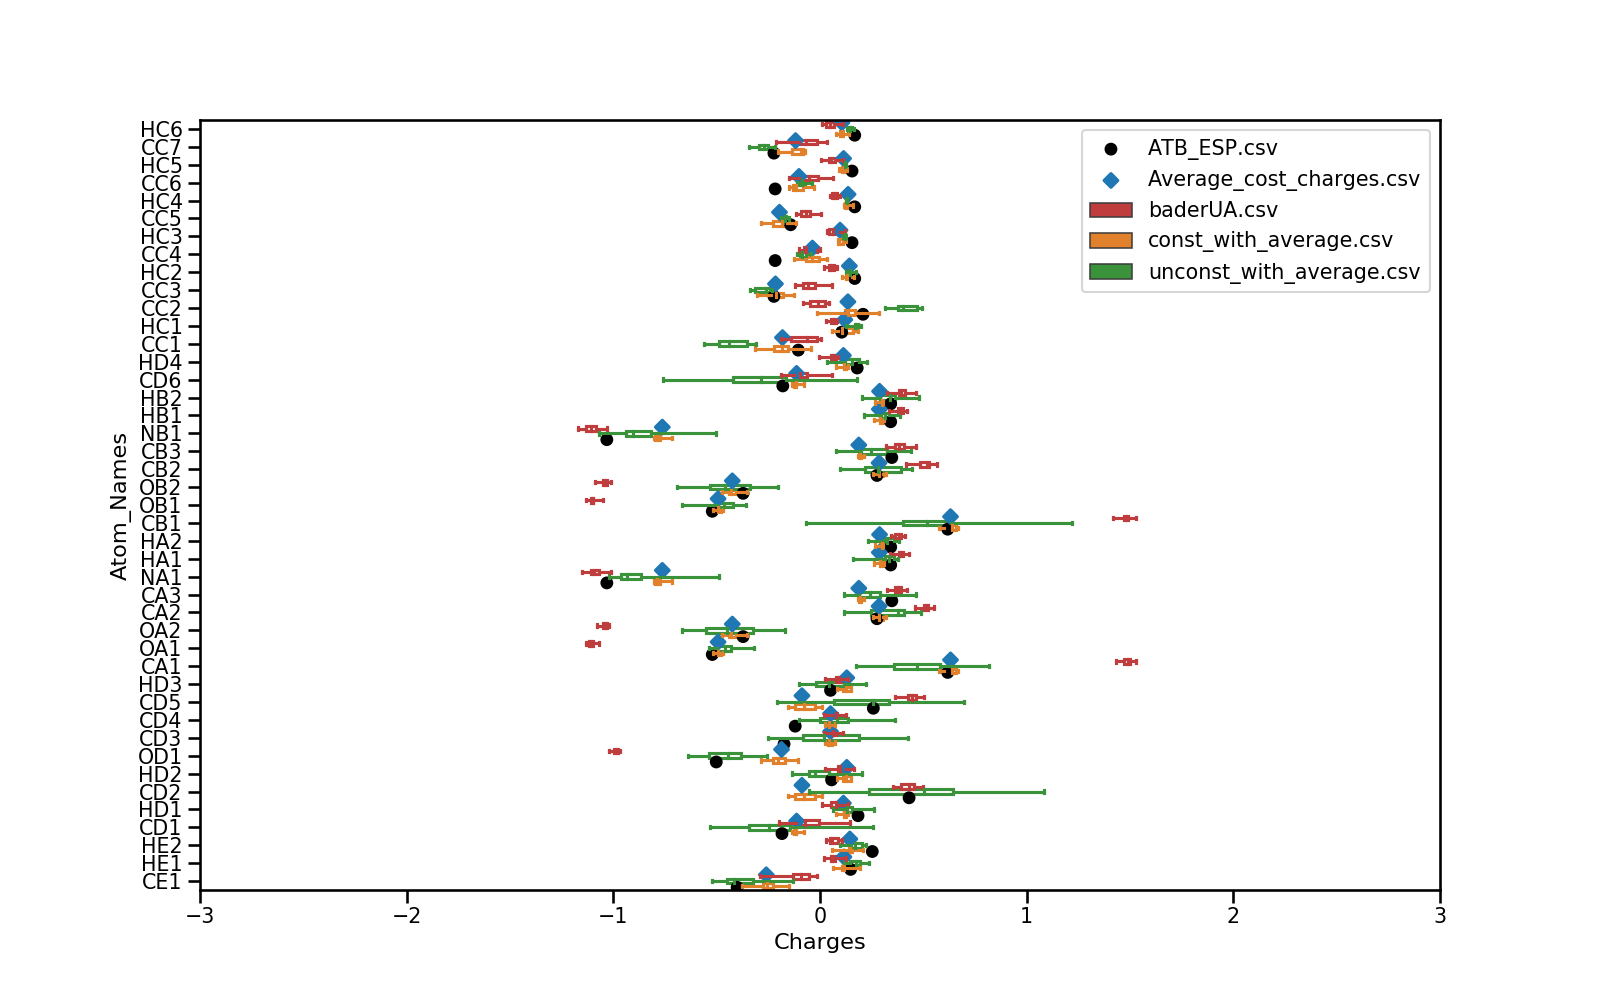 HC6
CC7
HC5
CC6
HC4
CC5
HC3
CC4
HC2
CC3
CC2
HC1
CC1
HD4
CD6
HB2
HB1
NB1
CB3
CB2
OB2
OB1
CB1
HA2
HA1
NA1
CA3
CA2
OA2
OA1
CA1
HD3
CD5
CD4
CD3
OD1
HD2
CD2
HD1
CD1
HE2
HE1
CE1
Atom_Names
ATB_ESP.csv
Average_cost_charges.csv
baderUA.csv
const_with_average.csv
unconst_with_average.csv
−3 −2 −1 0 1 2 3
Charges